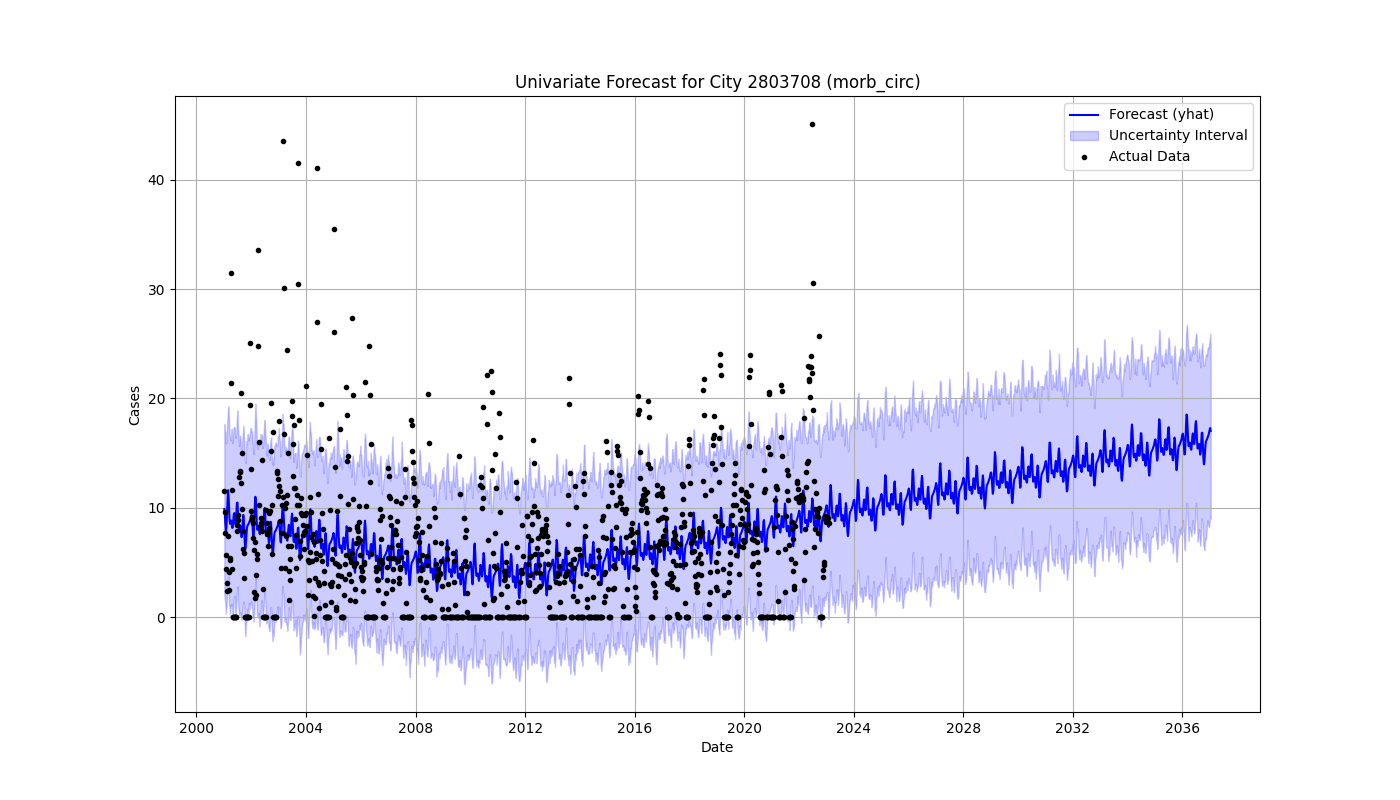 Univariate Forecast for City 2803708 (morb_circ)
Forecast (yhat)
Uncertainty Interval
Actual Data
Cases
40
30
20
10
0
2000 2004 2008 2012 2016 2020 2024 2028 2032 2036
Date